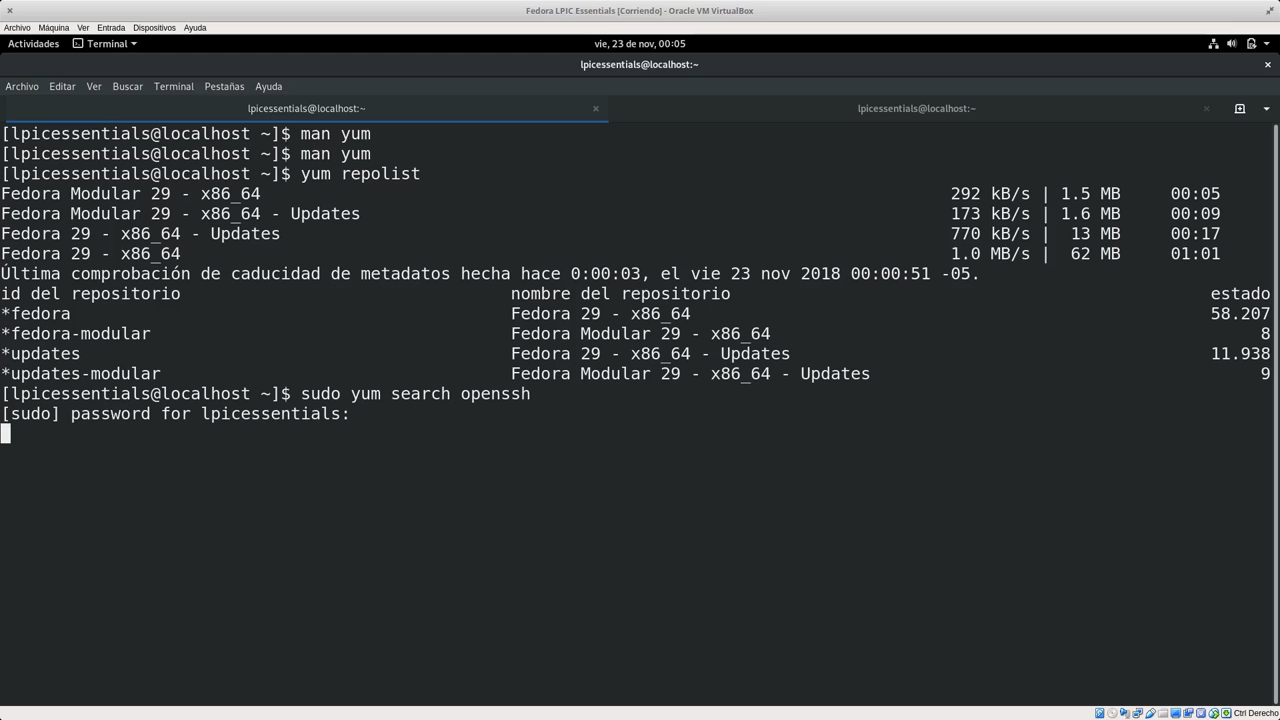 Fedora LPIC Essentials [Corriendo] - Oracle VM VirtualBox
Archivo Máquina Ver Entrada Dispositivos Ayuda
Actividades Terminal vie, 23 de nov, 00:05
lpicessentials@localhost:~
Archivo Editar Ver Buscar Terminal Pestañas Ayuda
lpicessentials@localhost:~ lpicessentials@localhost:~
[lpicessentials@localhost ~]$ man yum
[lpicessentials@localhost ~]$ man yum
[lpicessentials@localhost ~]$ yum repolist
Fedora Modular 29 - x86_64 292 kB/s | 1.5 MB 00:05
Fedora Modular 29 - x86_64 - Updates 173 kB/s | 1.6 MB 00:09
Fedora 29 - x86_64 - Updates 770 kB/s | 13 MB 00:17
Fedora 29 - x86_64 1.0 MB/s | 62 MB 01:01
Última comprobación de caducidad de metadatos hecha hace 0:00:03, el vie 23 nov 2018 00:00:51 -05.
id del repositorio nombre del repositorio estado
*fedora Fedora 29 - x86_64 58.207
*fedora-modular Fedora Modular 29 - x86_64 8
*updates Fedora 29 - x86_64 - Updates 11.938
*updates-modular Fedora Modular 29 - x86_64 - Updates 9
[lpicessentials@localhost ~]$ sudo yum search openssh
[sudo] password for lpicessentials:
Ctrl Derecho